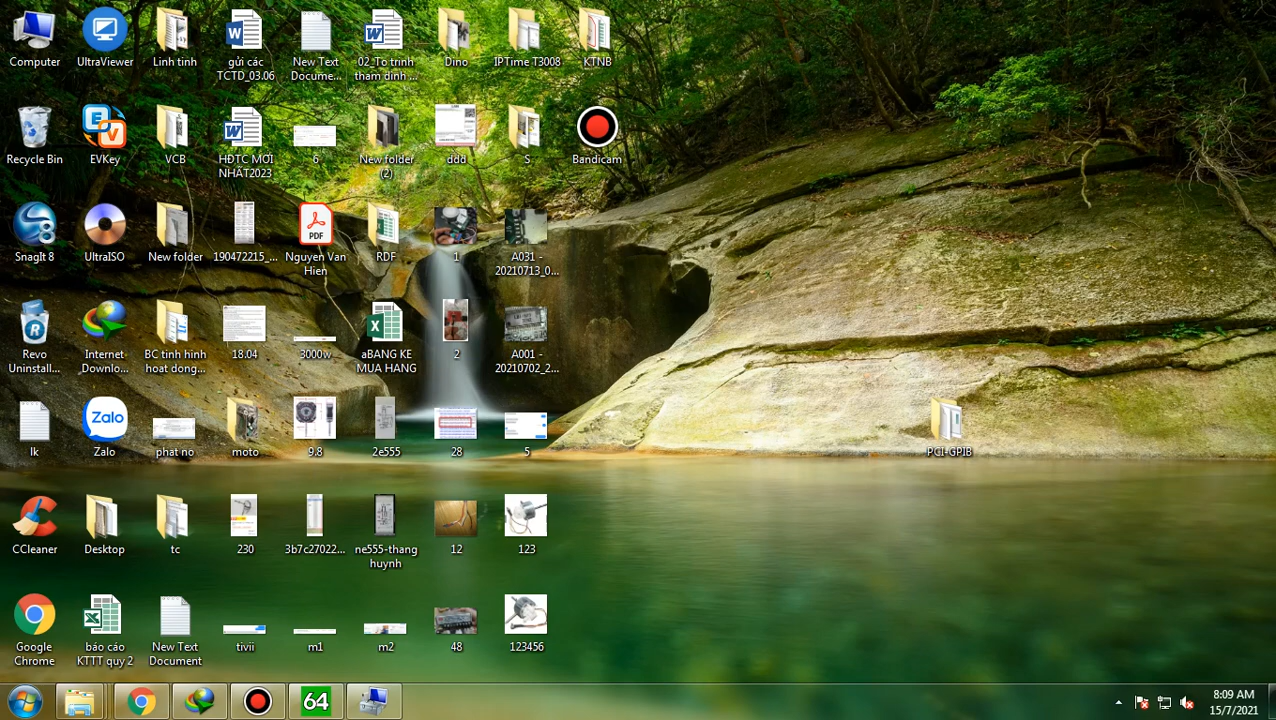 Computer
UltraViewer
Linh tinh
gửi các
TCTD_03.06
New Text
Docume...
02_To trinh
tham dinh ...
Dino
IPTime T3008
KTNB
Recycle Bin
EVKey
VCB
HĐTC MỚI
NHẤT2023
6
New folder
(2)
ddd
S
Bandicam
SnagIt 8
UltraISO
New folder
190472215_...
PDF
Nguyen Van
Hien
RDF
1
A031 -
20210713_0...
Revo
Uninstall...
Internet
Downlo...
BC tinh hinh
hoat dong...
18.04
3000w
aBANG KE
MUA HANG
2
A001 -
20210702_2...
lk
Zalo
Zalo
phat no
moto
9.8
2e555
28
5
PCI-GPIB
CCleaner
Desktop
tc
230
3b7c27022...
ne555-thang
huynh
12
123
Google
Chrome
báo cáo
KTTT quy 2
New Text
Document
tivii
m1
m2
48
123456
64
8:09 AM
15/7/2021